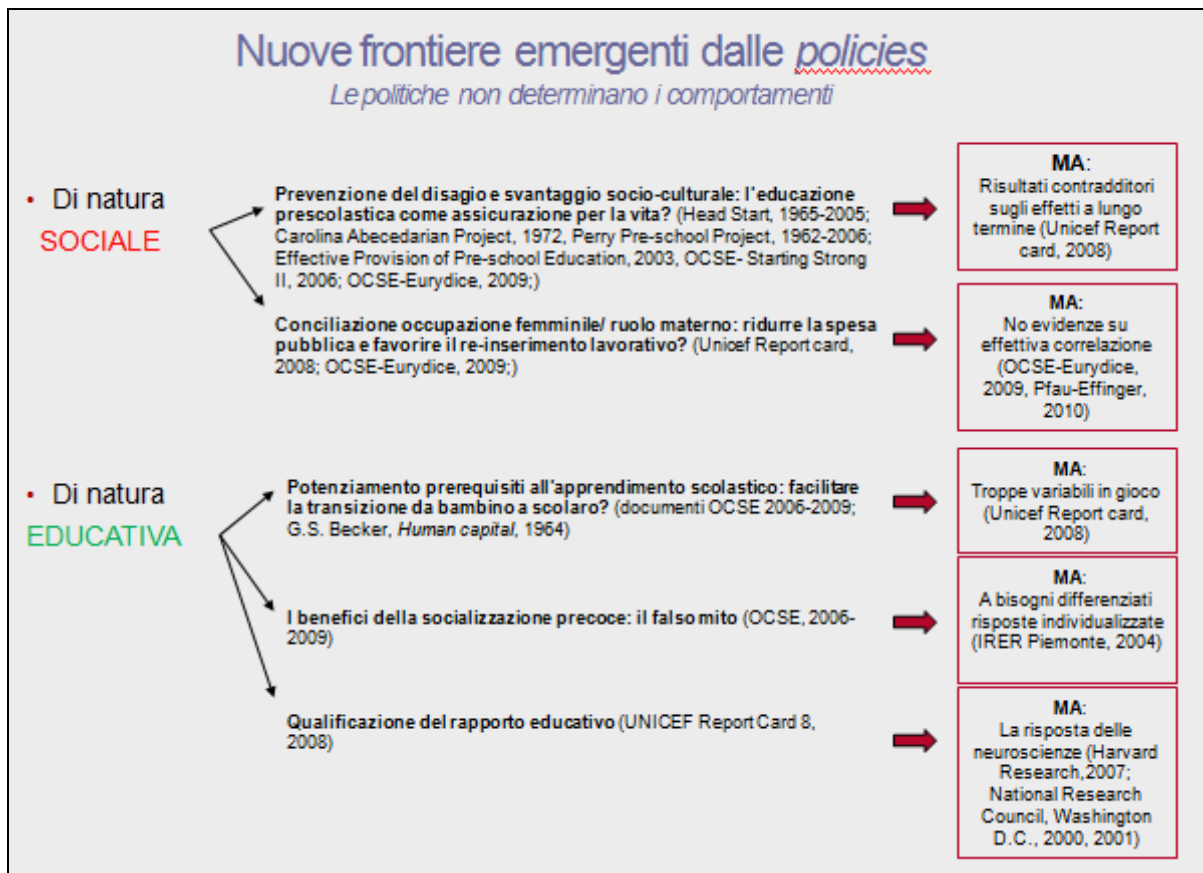 Nuove frontiere emergenti dalle policies
Le politiche non determinano i comportamenti
• Di natura
SOCIALE
Prevenzione del disagio e svantaggio socio-culturale: l'educazione
prescolastica come assicurazione per la vita? (Head Start, 1965-2005;
Carolina Abecedarian Project, 1972, Perry Pre-school Project, 1962-2006;
Effective Provision of Pre-school Education, 2003, OCSE- Starting Strong
II, 2006; OCSE-Eurydice, 2009;)
MA:
Risultati contradditori
sugli effetti a lungo
termine (Unicef Report
card, 2008)
Conciliazione occupazione femminile/ ruolo materno: ridurre la spesa
pubblica e favorire il re-inserimento lavorativo? (Unicef Report card,
2008; OCSE-Eurydice, 2009;)
MA:
No evidenze su
effettiva correlazione
(OCSE-Eurydice,
2009, Pfau-Effinger,
2010)
• Di natura
EDUCATIVA
Potenziamento prerequisiti all'apprendimento scolastico: facilitare
la transizione da bambino a scolaro? (documenti OCSE 2006-2009;
G.S. Becker, Human capital, 1964)
MA:
Troppe variabili in gioco
(Unicef Report card,
2008)
I benefici della socializzazione precoce: il falso mito (OCSE, 2006-
2009)
MA:
A bisogni differenziati
risposte individualizzate
(IRER Piemonte, 2004)
Qualificazione del rapporto educativo (UNICEF Report Card 8,
2008)
MA:
La risposta delle
neuroscienze (Harvard
Research,2007;
National Research
Council, Washington
D.C., 2000, 2001)